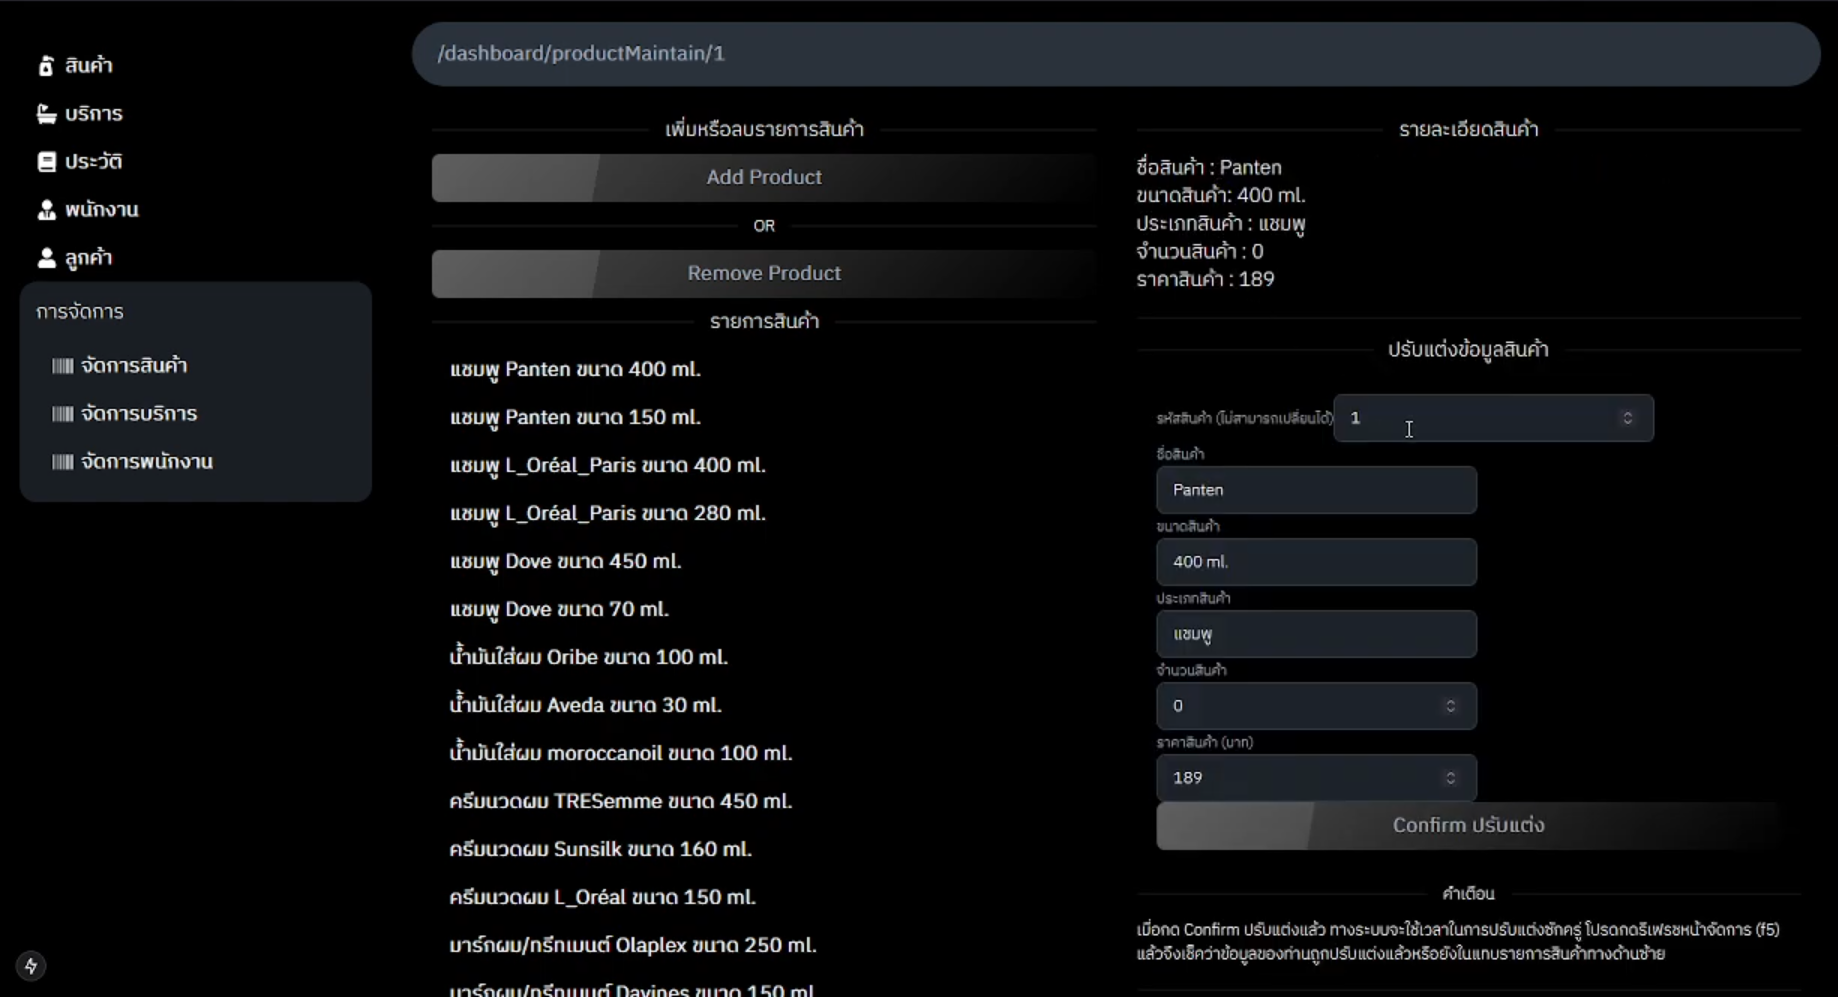 สินค้า
บริการ
ประวัติ
พนักงาน
ลูกค้า
การจัดการ
จัดการสินค้า
จัดการบริการ
จัดการพนักงาน
/dashboard/productMaintain/1
เพิ่มหรือลบรายการสินค้า
Add Product
OR
Remove Product
รายการสินค้า
แชมพู Panten ขนาด 400 ml.
แชมพู Panten ขนาด 150 ml.
แชมพู L_Oréal_Paris ขนาด 400 ml.
แชมพู L_Oréal_Paris ขนาด 280 ml.
แชมพู Dove ขนาด 450 ml.
แชมพู Dove ขนาด 70 ml.
น้ำมันใส่ผม Oribe ขนาด 100 ml.
น้ำมันใส่ผม Aveda ขนาด 30 ml.
น้ำมันใส่ผม moroccanoil ขนาด 100 ml.
ครีมนวดผม TRESemme ขนาด 450 ml.
ครีมนวดผม Sunsilk ขนาด 160 ml.
ครีมนวดผม L_Oréal ขนาด 150 ml.
มาร์กผม/ทรีทเมนต์ Olaplex ขนาด 250 ml.
มาร์กผม/ทรีทเมนต์ Davines ขนาด 150 ml.
รายละเอียดสินค้า
ชื่อสินค้า : Panten
ขนาดสินค้า: 400 ml.
ประเภทสินค้า : แชมพู
จำนวนสินค้า : 0
ราคาสินค้า : 189
ปรับแต่งข้อมูลสินค้า
รหัสสินค้า (ไม่สามารถเปลี่ยนได้) 1
ชื่อสินค้า
Panten
ขนาดสินค้า
400 ml.
ประเภทสินค้า
แชมพู
จำนวนสินค้า
0
ราคาสินค้า (บาท)
189
Confirm ปรับแต่ง
คำเตือน
เมื่อกด Confirm ปรับแต่งแล้ว ทางระบบจะใช้เวลาในการปรับแต่งซักครู่ โปรดกดรีเฟรชหน้าจัดการ (f5)
แล้วจึงเช็คว่าข้อมูลของท่านถูกปรับแต่งแล้วหรือยังในแถบรายการสินค้าทางด้านซ้าย